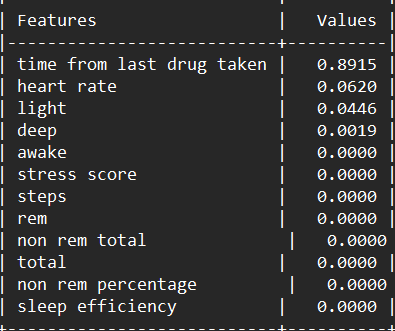 | Features | Values |
|----------------------------+----------|
| time from last drug taken | 0.8915 |
| heart rate | 0.0620 |
| light | 0.0446 |
| deep | 0.0019 |
| awake | 0.0000 |
| stress score | 0.0000 |
| steps | 0.0000 |
| rem | 0.0000 |
| non rem total | 0.0000
| total | 0.0000 |
| non rem percentage | 0.0000
| sleep efficiency | 0.0000 |